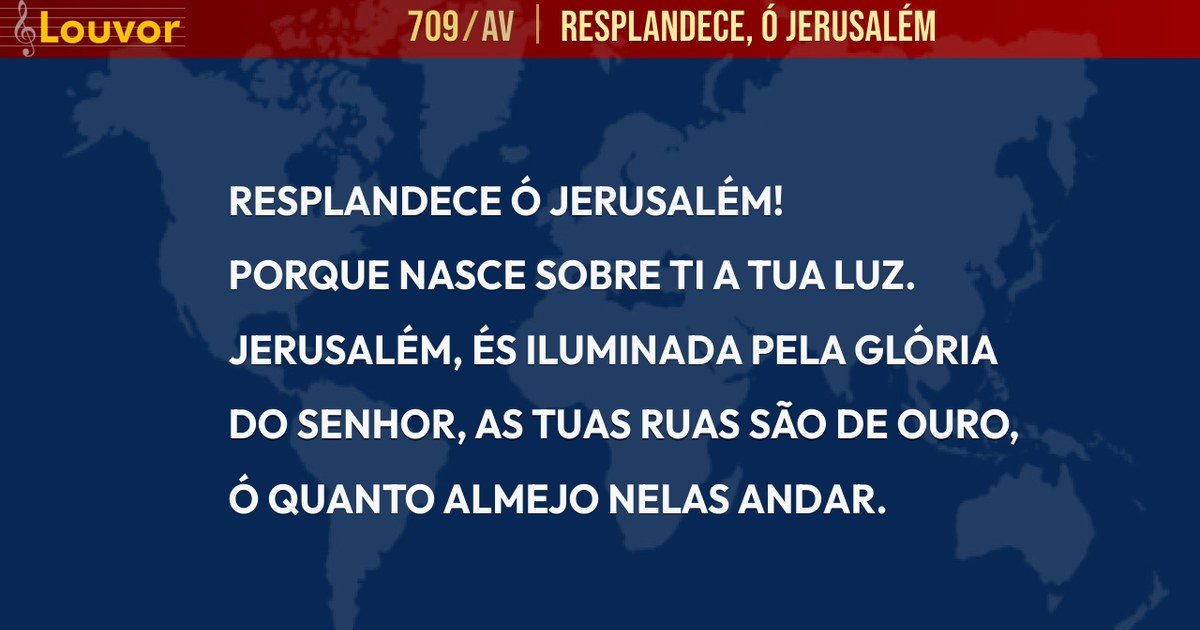 Louvor
709/AV | RESPLANDECE, Ó JERUSALÉM
RESPLANDECE Ó JERUSALÉM!
PORQUE NASCE SOBRE TI A TUA LUZ.
JERUSALÉM, ÉS ILUMINADA PELA GLÓRIA
DO SENHOR, AS TUAS RUAS SÃO DE OURO,
Ó QUANTO ALMEJO NELAS ANDAR.